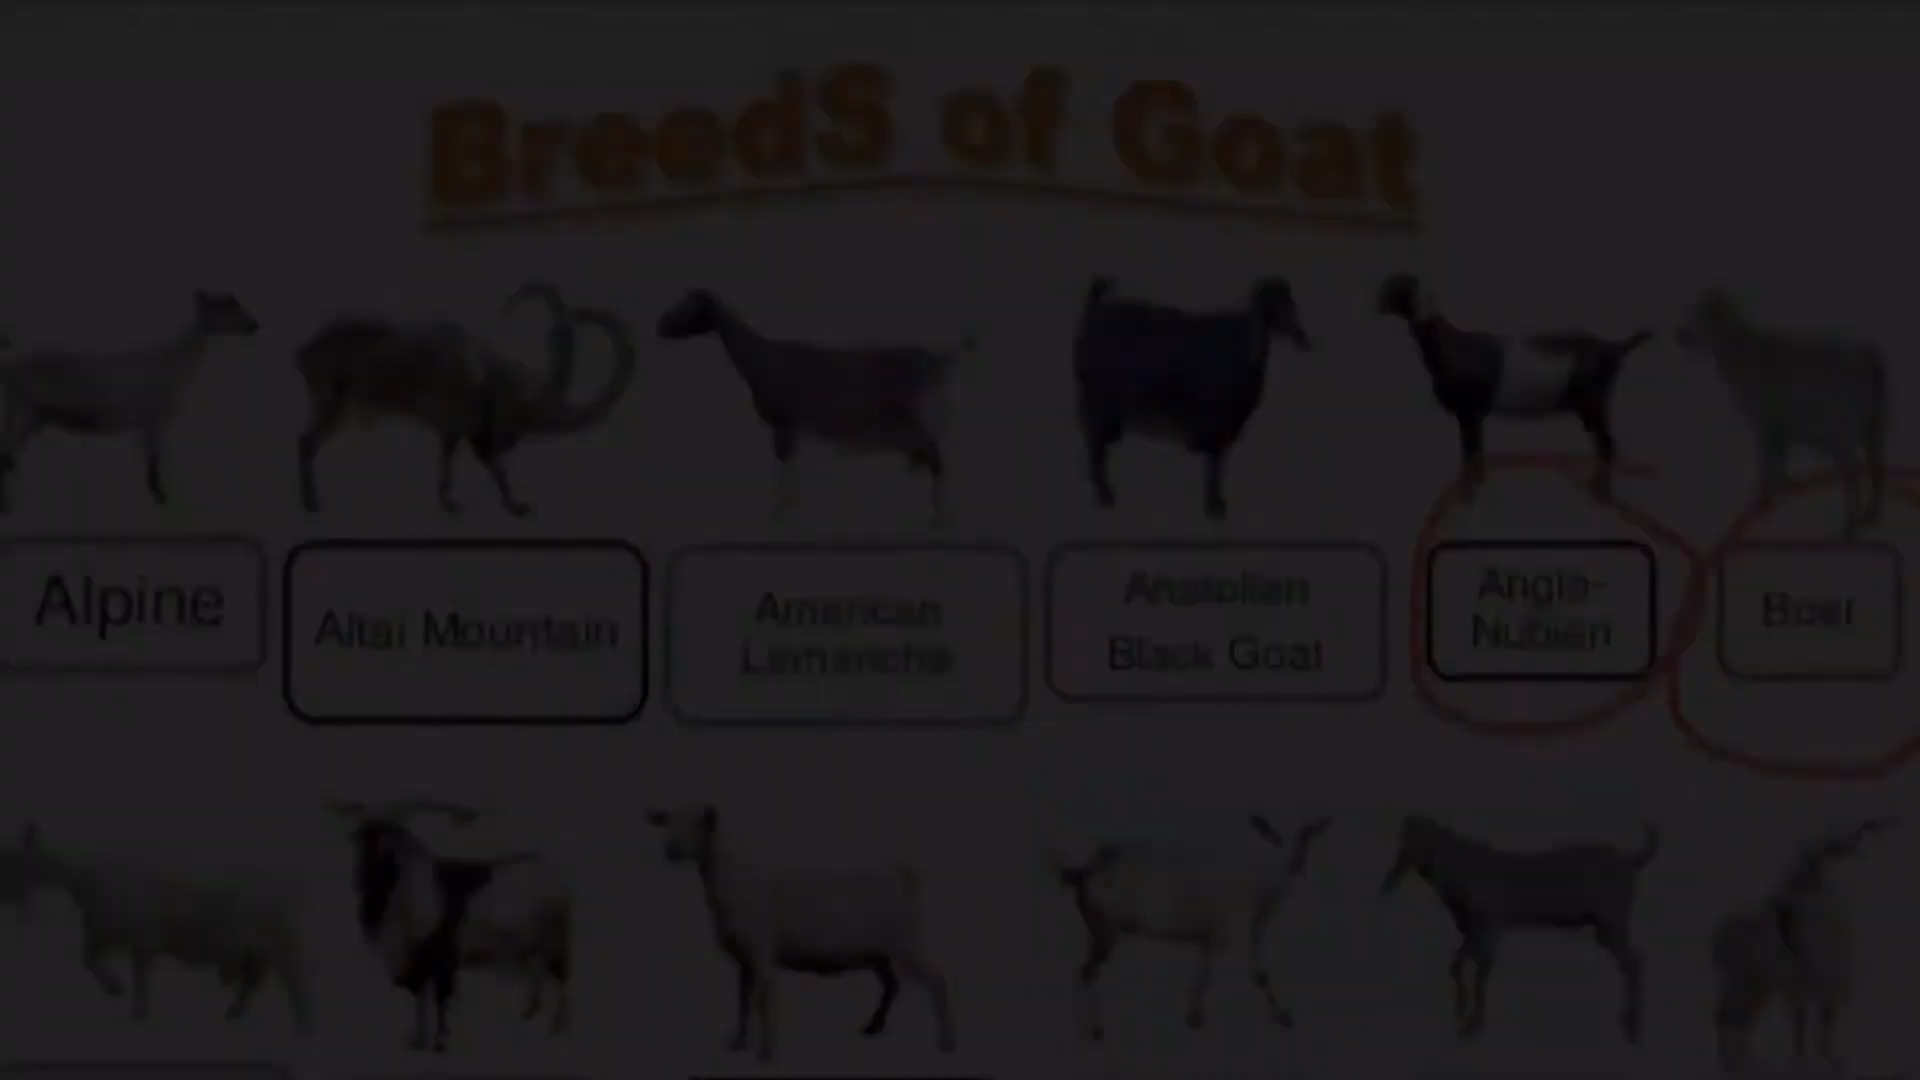 BreedS of Goat
Alpine
Altai Mountain
American
Lamancha
Anatolian
Black Goat
Anglo-
Nubian
Boer